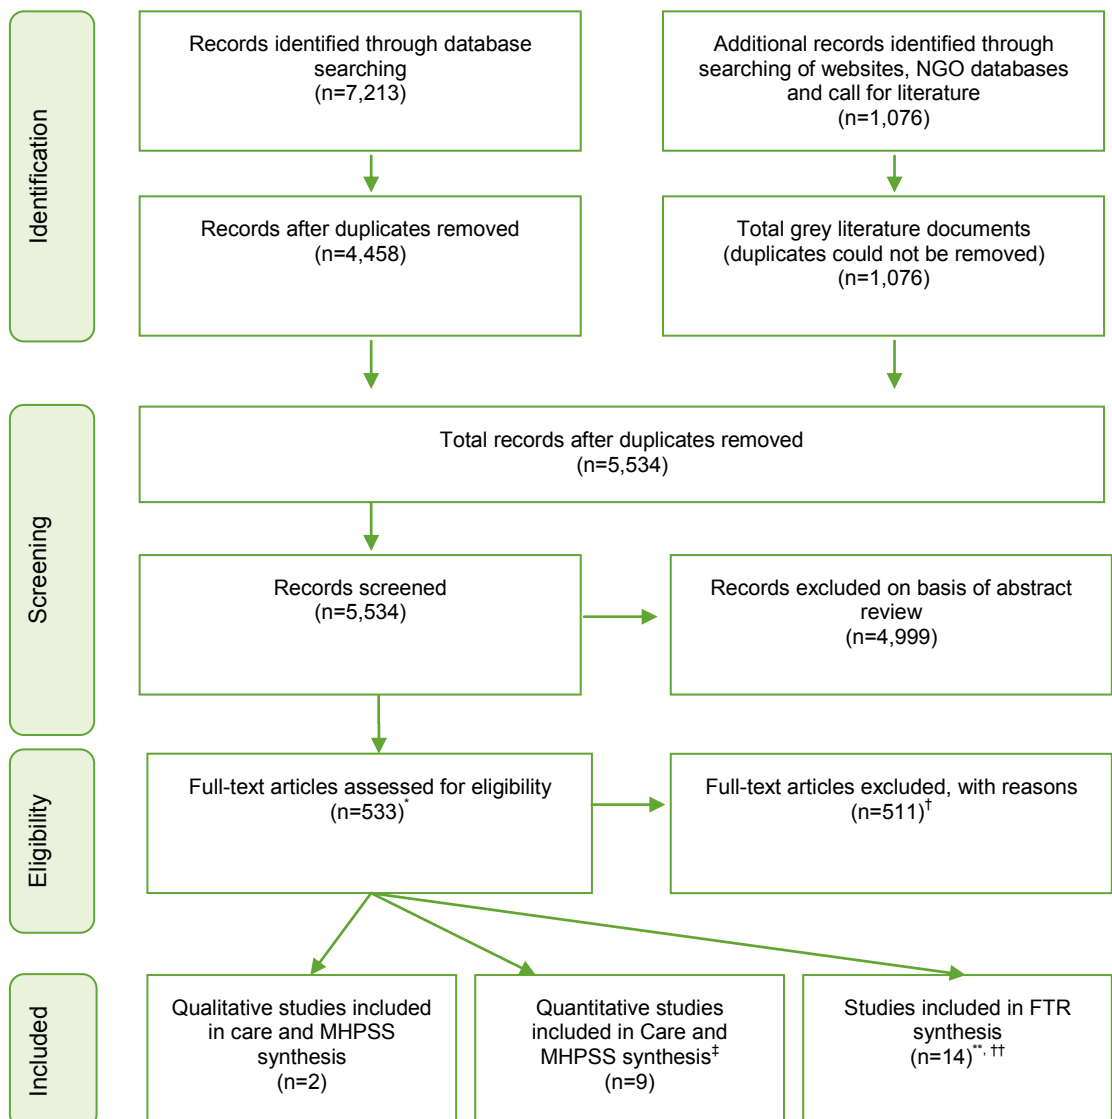 Identification
Records identified through database
searching
(n=7,213)
Additional records identified through
searching of websites, NGO databases
and call for literature
(n=1,076)
Records after duplicates removed
(n=4,458)
Total grey literature documents
(duplicates could not be removed)
(n=1,076)
Screening
Total records after duplicates removed
(n=5,534)
Records screened
(n=5,534)
Records excluded on basis of abstract
review
(n=4,999)
Eligibility
Full-text articles assessed for eligibility
(n=533)*
Full-text articles excluded, with reasons
(n=511)†
Included
Qualitative studies included
in care and MHPSS
synthesis
(n=2)
Quantitative studies
included in Care and
MHPSS synthesis‡
(n=9)
Studies included in FTR
synthesis
(n=14)**, ††